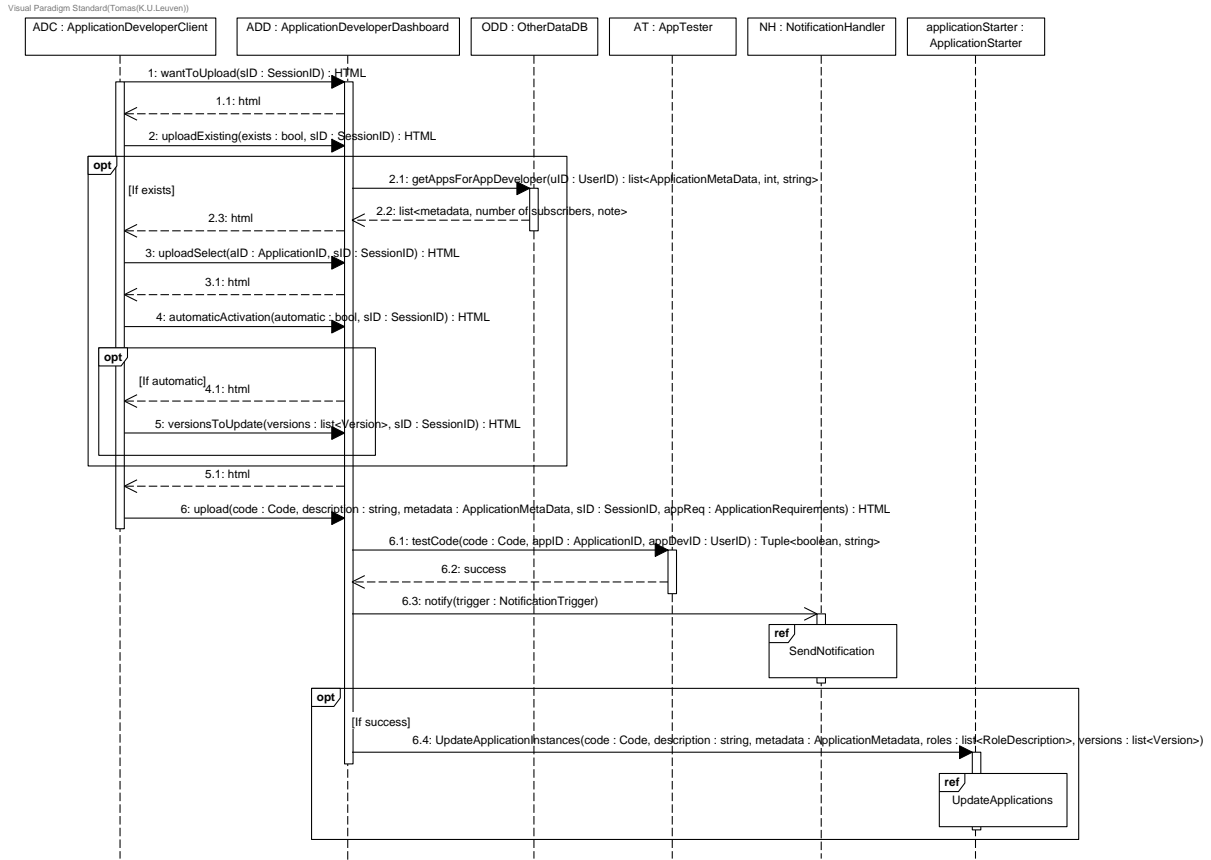 Visual Paradigm Standard(Tomas(K.U.Leuven))
ADC : ApplicationDeveloperClient
ADD : ApplicationDeveloperDashboard
ODD : OtherDataDB
AT : AppTester
NH : NotificationHandler
applicationStarter :
ApplicationStarter
1: wantToUpload(sID : SessionID) : HTML
1.1: html
2: uploadExisting(exists : bool, sID : SessionID) : HTML
opt
[If exists]
2.1: getAppsForAppDeveloper(uID : UserID) : list<ApplicationMetaData, int, string>
2.2: list<metadata, number of subscribers, note>
2.3: html
3: uploadSelect(aID : ApplicationID, sID : SessionID) : HTML
3.1: html
4: automaticActivation(automatic : bool, sID : SessionID) : HTML
opt
[If automatic]
4.1: html
5: versionsToUpdate(versions : list<Version>, sID : SessionID) : HTML
5.1: html
6: upload(code : Code, description : string, metadata : ApplicationMetaData, sID : SessionID, appReq : ApplicationRequirements) : HTML
6.1: testCode(code : Code, appID : ApplicationID, appDevID : UserID) : Tuple<boolean, string>
6.2: success
6.3: notify(trigger : NotificationTrigger)
ref
SendNotification
opt
[If success]
6.4: UpdateApplicationInstances(code : Code, description : string, metadata : ApplicationMetadata, roles : list<RoleDescription>, versions : list<Version>)
ref
UpdateApplications